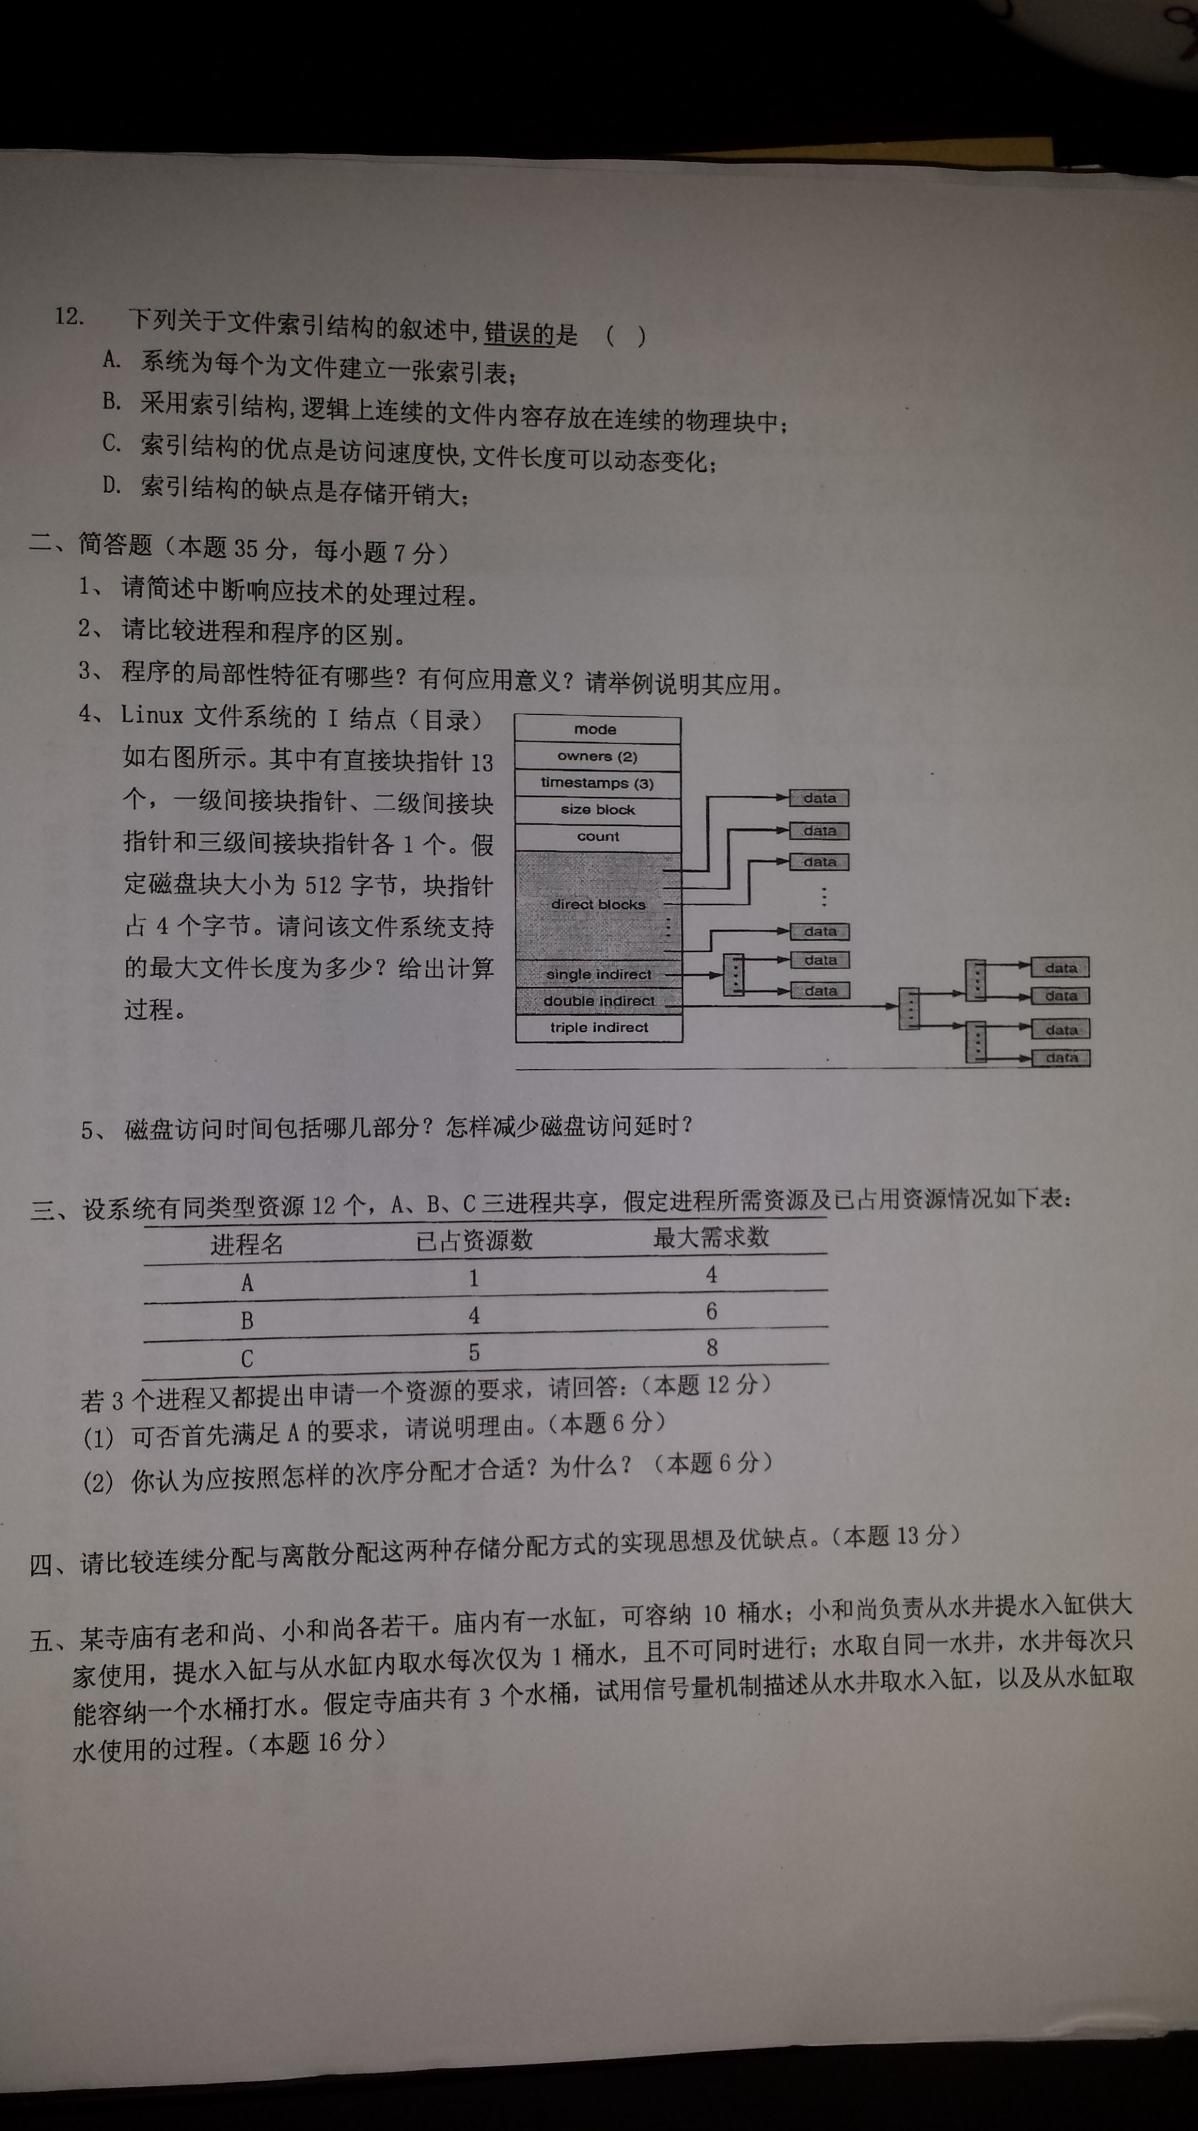 12. 下列关于文件索引结构的叙述中,错误的是 ( )
A. 系统为每个为文件建立一张索引表;
B. 采用索引结构,逻辑上连续的文件内容存放在连续的物理块中;
C. 索引结构的优点是访问速度快,文件长度可以动态变化;
D. 索引结构的缺点是存储开销大;
二、简答题（本题 35 分，每小题 7 分）
1、请简述中断响应技术的处理过程。
2、请比较进程和程序的区别。
3、程序的局部性特征有哪些？有何应用意义？请举例说明其应用。
4、Linux 文件系统的 I 结点（目录）
如右图所示。其中有直接块指针 13
个，一级间接块指针、二级间接块
指针和三级间接块指针各 1 个。假
定磁盘块大小为 512 字节，块指针
占 4 个字节。请问该文件系统支持
的最大文件长度为多少？给出计算
过程。
mode
owners (2)
timestamps (3)
size block
count
direct blocks
single indirect
double indirect
triple indirect
data
data
data
data
data
data
data
data
data
data
5、磁盘访问时间包括哪几部分？怎样减少磁盘访问延时？
三、设系统有同类型资源 12 个，A、B、C 三进程共享，假定进程所需资源及已占用资源情况如下表：
进程名 已占资源数 最大需求数
A 1 4
B 4 6
C 5 8
若 3 个进程又都提出申请一个资源的要求，请回答：（本题 12 分）
(1) 可否首先满足 A 的要求，请说明理由。（本题 6 分）
(2) 你认为应按照怎样的次序分配才合适？为什么？（本题 6 分）
四、请比较连续分配与离散分配这两种存储分配方式的实现思想及优缺点。（本题 13 分）
五、某寺庙有老和尚、小和尚各若干。庙内有一水缸，可容纳 10 桶水；小和尚负责从水井提水入缸供大
家使用，提水入缸与从水缸内取水每次仅为 1 桶水，且不可同时进行；水取自同一水井，水井每次只
能容纳一个水桶打水。假定寺庙共有 3 个水桶，试用信号量机制描述从水井取水入缸，以及从水缸取
水使用的过程。（本题 16 分）